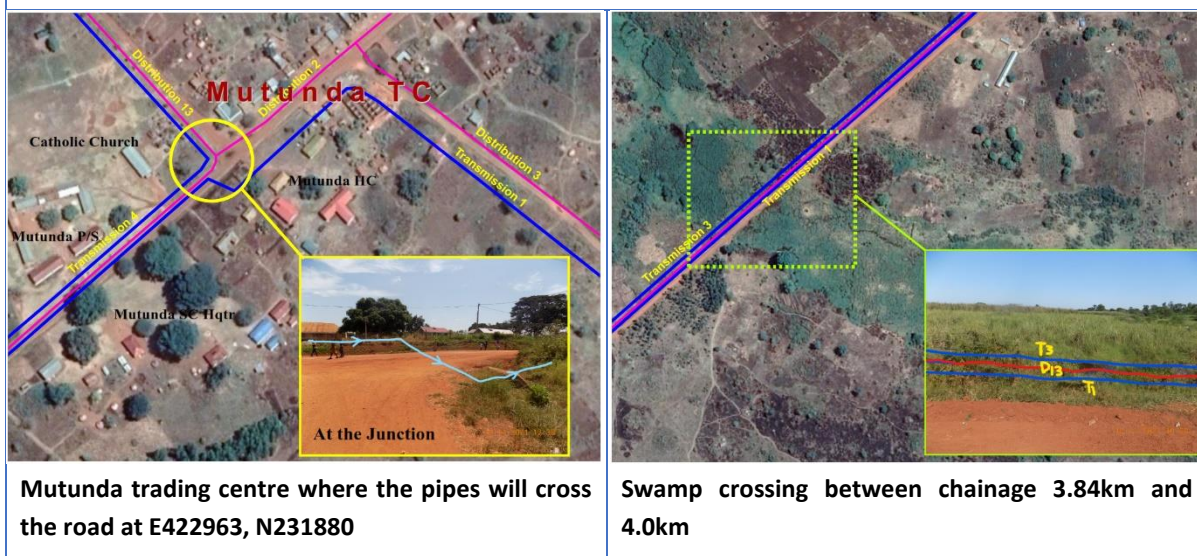 Mutunda TC
Distribution 13
Distribution 2
Catholic Church
Distribution 3
Mutunda HC
Transmission 1
Mutunda P/S
Transmission 4
Mutunda SC Hqtr
At the Junction
Transmission 1
Transmission 3
T3
D13
T1
Mutunda trading centre where the pipes will cross
the road at E422963, N231880
Swamp crossing between chainage 3.84km and
4.0km